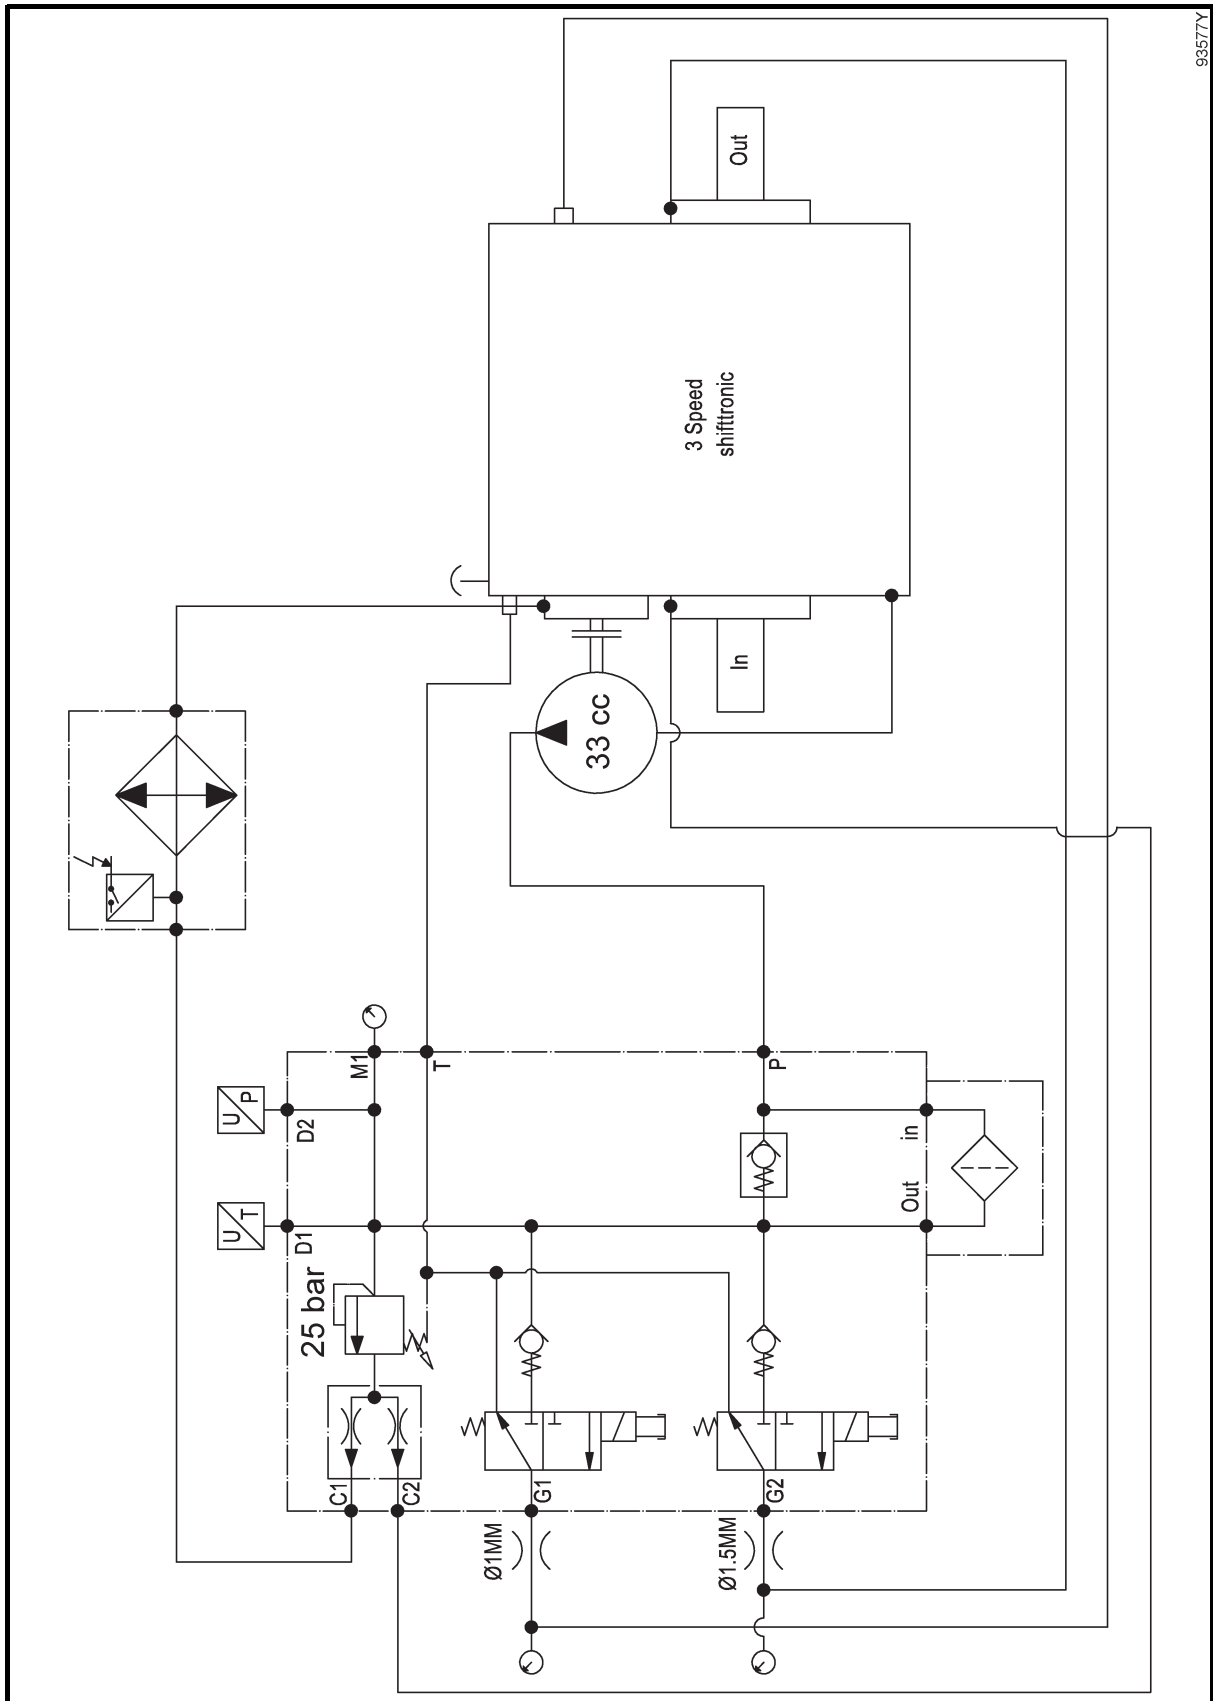 93577Y
Out
3 Speed
shifttronic
In
33 cc
M1
T
P
U
P
D2
in
U
T
D1
Out
25 bar
C1
C2
G1
G2
Ø1MM
Ø1.5MM